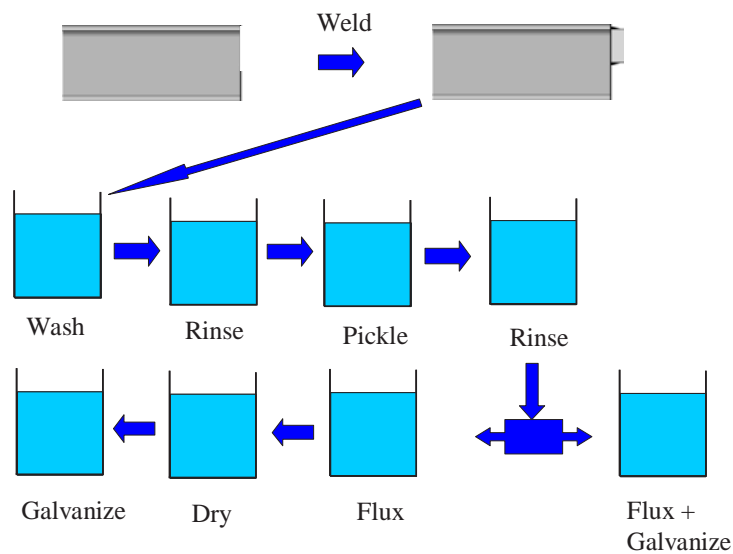 Weld
Wash
Rinse
Pickle
Rinse
Galvanize
Dry
Flux
Flux +
Galvanize